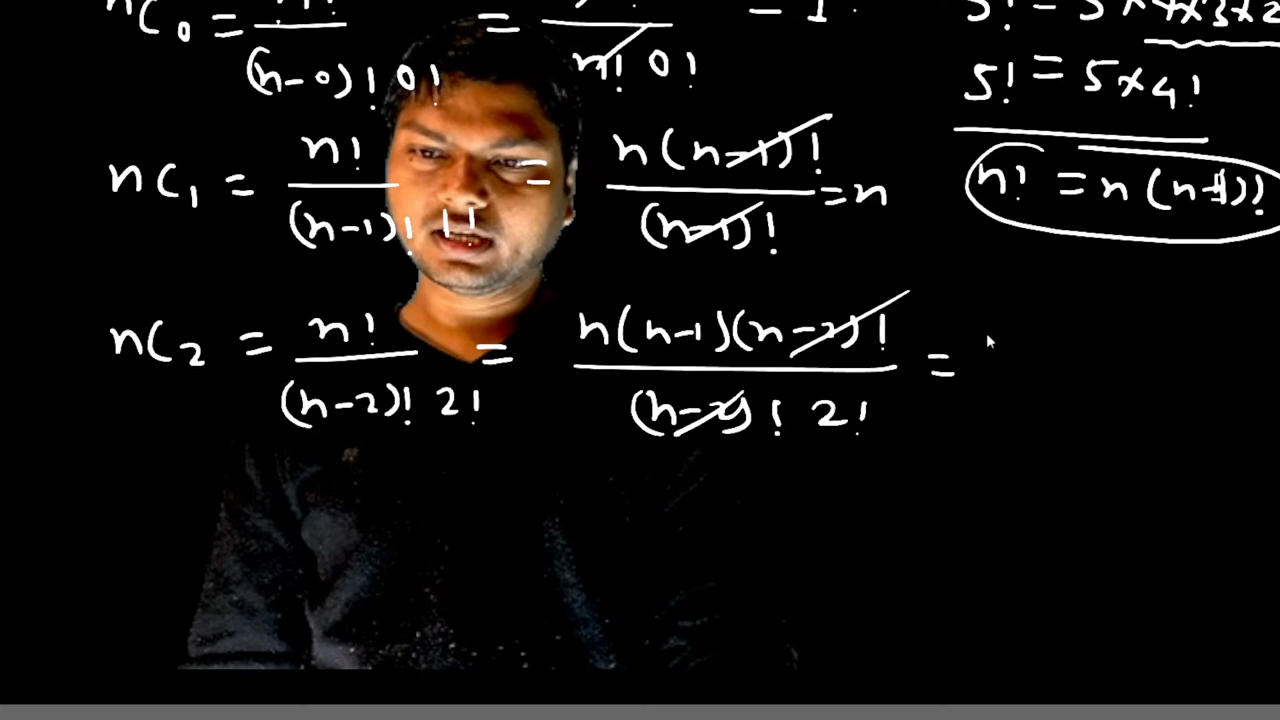 nC₀ = n! / (n-0)! 0! = n! / n! 0! = 1
nC₁ = n! / (n-1)! 1! = n(n-1)! / (n-1)! = n
nC₂ = n! / (n-2)! 2! = n(n-1)(n-2)! / (n-2)! 2! =
5! = 5×4×3×2
5! = 5×4!
n! = n(n-1)!